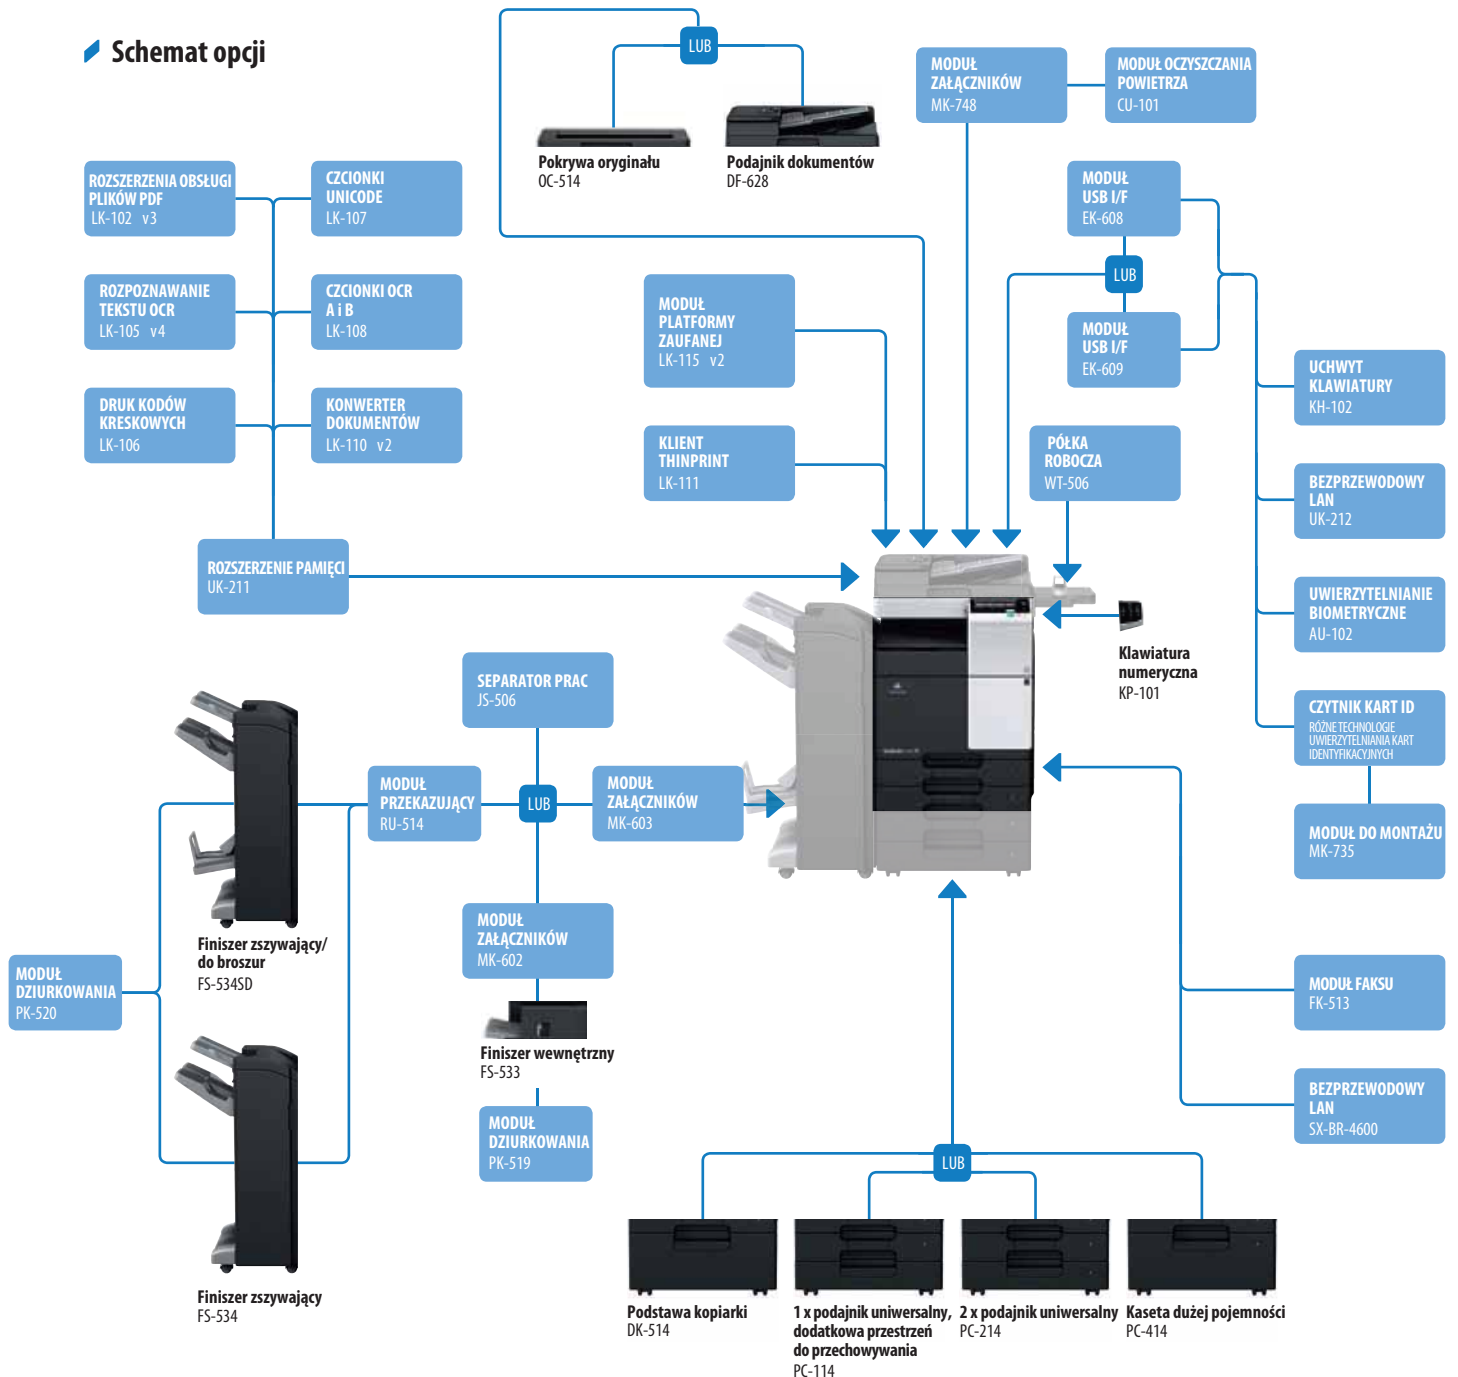 Schemat opcji
LUB
Pokrywa oryginału
OC-514
Podajnik dokumentów
DF-628
MODUŁ
ZAŁĄCZNIKÓW
MK-748
MODUŁ OCZYSZCZANIA
POWIETRZA
CU-101
ROZSZERZENIA OBSŁUGI
PLIKÓW PDF
LK-102 v3
CZCIONKI
UNICODE
LK-107
ROZPOZNAWANIE
TEKSTU OCR
LK-105 v4
CZCIONKI OCR
A i B
LK-108
DRUK KODÓW
KRESKOWYCH
LK-106
KONWERTER
DOKUMENTÓW
LK-110 v2
ROZSZERZENIE PAMIĘCI
UK-211
MODUŁ
PLATFORMY
ZAUFANEJ
LK-115 v2
KLIENT
THINPRINT
LK-111
MODUŁ
USB I/F
EK-608
LUB
MODUŁ
USB I/F
EK-609
PÓŁKA
ROBOCZA
WT-506
UCHWYT
KLAWIATURY
KH-102
BEZPRZEWODOWY
LAN
UK-212
UWIERZYTELNIANIE
BIOMETRYCZNE
AU-102
CZYTNIK KART ID
RÓŻNE TECHNOLOGIE
UWIERZYTELNIANIA KART
IDENTYFIKACYJNYCH
MODUŁ DO MONTAŻU
MK-735
Klawiatura
numeryczna
KP-101
SEPARATOR PRAC
JS-506
MODUŁ
PRZEKAZUJĄCY
RU-514
LUB
MODUŁ
ZAŁĄCZNIKÓW
MK-603
MODUŁ
ZAŁĄCZNIKÓW
MK-602
Finiszer wewnętrzny
FS-533
MODUŁ
DZIURKOWANIA
PK-519
Finiszer zszywający/
do broszur
FS-534SD
MODUŁ
DZIURKOWANIA
PK-520
Finiszer zszywający
FS-534
MODUŁ FAKSU
FK-513
BEZPRZEWODOWY
LAN
SX-BR-4600
LUB
Podstawa kopiarki
DK-514
1 x podajnik uniwersalny,
dodatkowa przestrzeń
do przechowywania
PC-114
2 x podajnik uniwersalny
PC-214
Kaseta dużej pojemności
PC-414